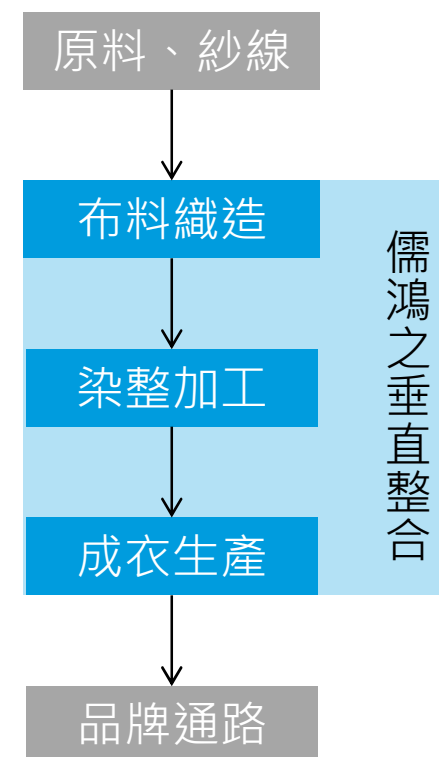 原料、紗線
布料織造
染整加工
成衣生產
品牌通路
儒鴻之垂直整合